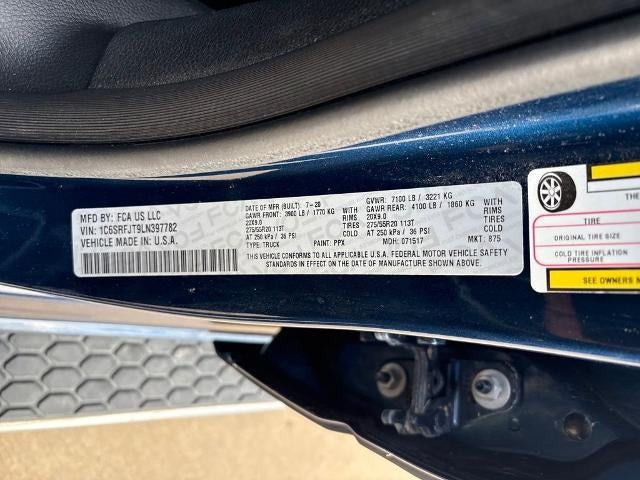 MFD BY: FCA US LLC
VIN: 1C6SRFJT9LN397782
VEHICLE MADE IN U.S.A.
DATE OF MFR (BUILT): 7-20
GVWR: 7100 LB / 3221 KG
GAWR FRONT: 3900 LB / 1770 KG WITH
GAWR REAR: 4100 LB / 1860 KG WITH
20X9.0 RIMS
20X9.0 RIMS
275/55R20 113T TIRES
275/55R20 113T TIRES
AT 250 kPa / 36 PSI COLD
AT 250 kPa / 36 PSI COLD
TYPE: TRUCK PAINT: PPX MDH: 071517 MKT: 875
THIS VEHICLE CONFORMS TO ALL APPLICABLE U.S.A. FEDERAL MOTOR VEHICLE SAFETY
STANDARDS IN EFFECT ON THE DATE OF MANUFACTURE SHOWN ABOVE.
TIRE
ORIGINAL SIZE
COLD TIRE INFLATION
PRESSURE
SEE OWNERS